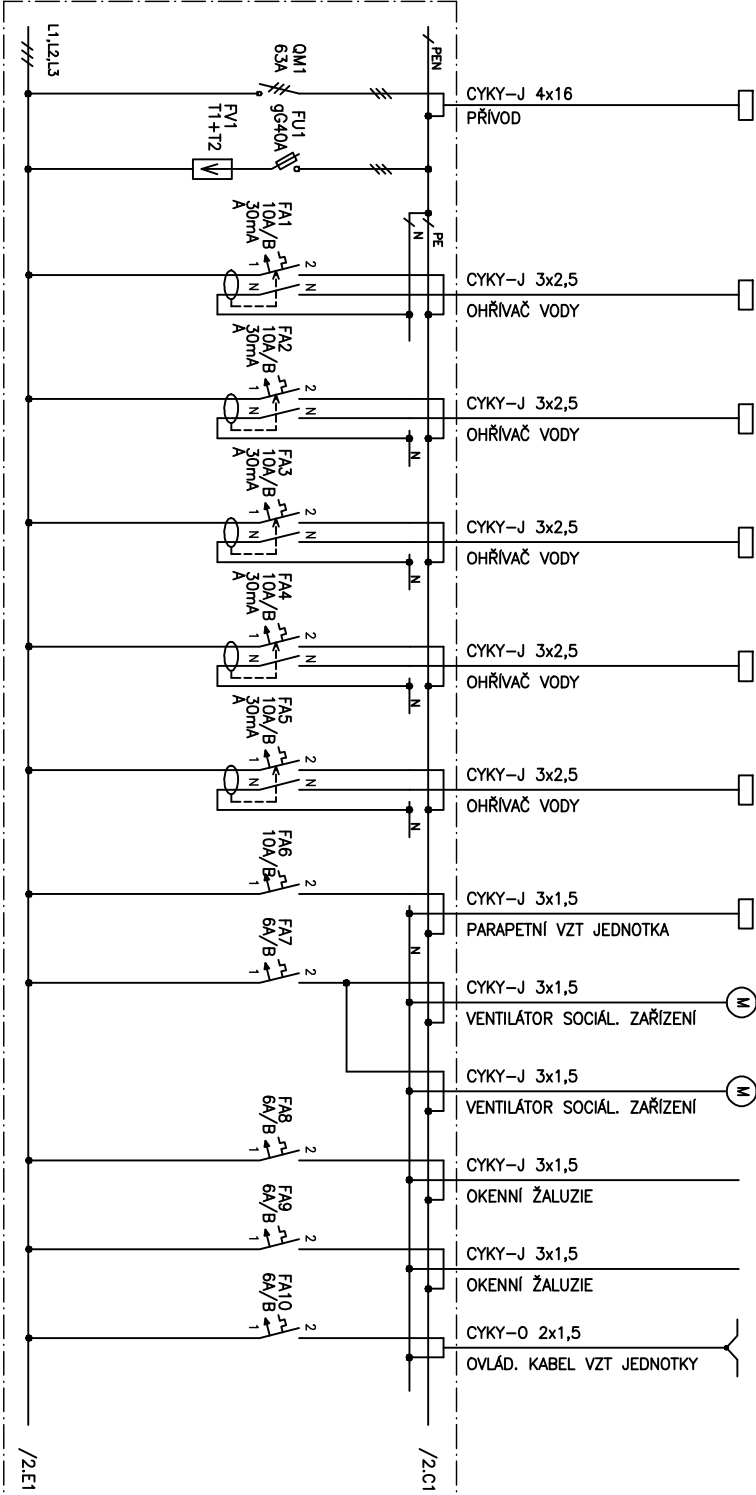 L1,L2,L3
PEN
CYKY-J 4x16
PŘÍVOD
QM1
63A
FU1
gG40A
FV1
T1+T2
PE
N
CYKY-J 3x2,5
OHŘÍVAČ VODY
FA1
10A/B
30mA
A
1
2
N
N
CYKY-J 3x2,5
OHŘÍVAČ VODY
FA2
10A/B
30mA
A
1
2
N
N
N
CYKY-J 3x2,5
OHŘÍVAČ VODY
FA3
10A/B
30mA
A
1
2
N
N
N
CYKY-J 3x2,5
OHŘÍVAČ VODY
FA4
10A/B
30mA
A
1
2
N
N
N
CYKY-J 3x2,5
OHŘÍVAČ VODY
FA5
10A/B
30mA
A
1
2
N
N
N
CYKY-J 3x1,5
PARAPETNÍ VZT JEDNOTKA
FA6
10A/B
1
2
N
CYKY-J 3x1,5
VENTILÁTOR SOCIÁL. ZAŘÍZENÍ
M
FA7
6A/B
1
2
CYKY-J 3x1,5
VENTILÁTOR SOCIÁL. ZAŘÍZENÍ
M
CYKY-J 3x1,5
OKENNÍ ŽALUZIE
FA8
6A/B
1
2
CYKY-J 3x1,5
OKENNÍ ŽALUZIE
FA9
6A/B
1
2
CYKY-O 2x1,5
OVLÁD. KABEL VZT JEDNOTKY
FA10
6A/B
1
2
/2.E1
/2.C1